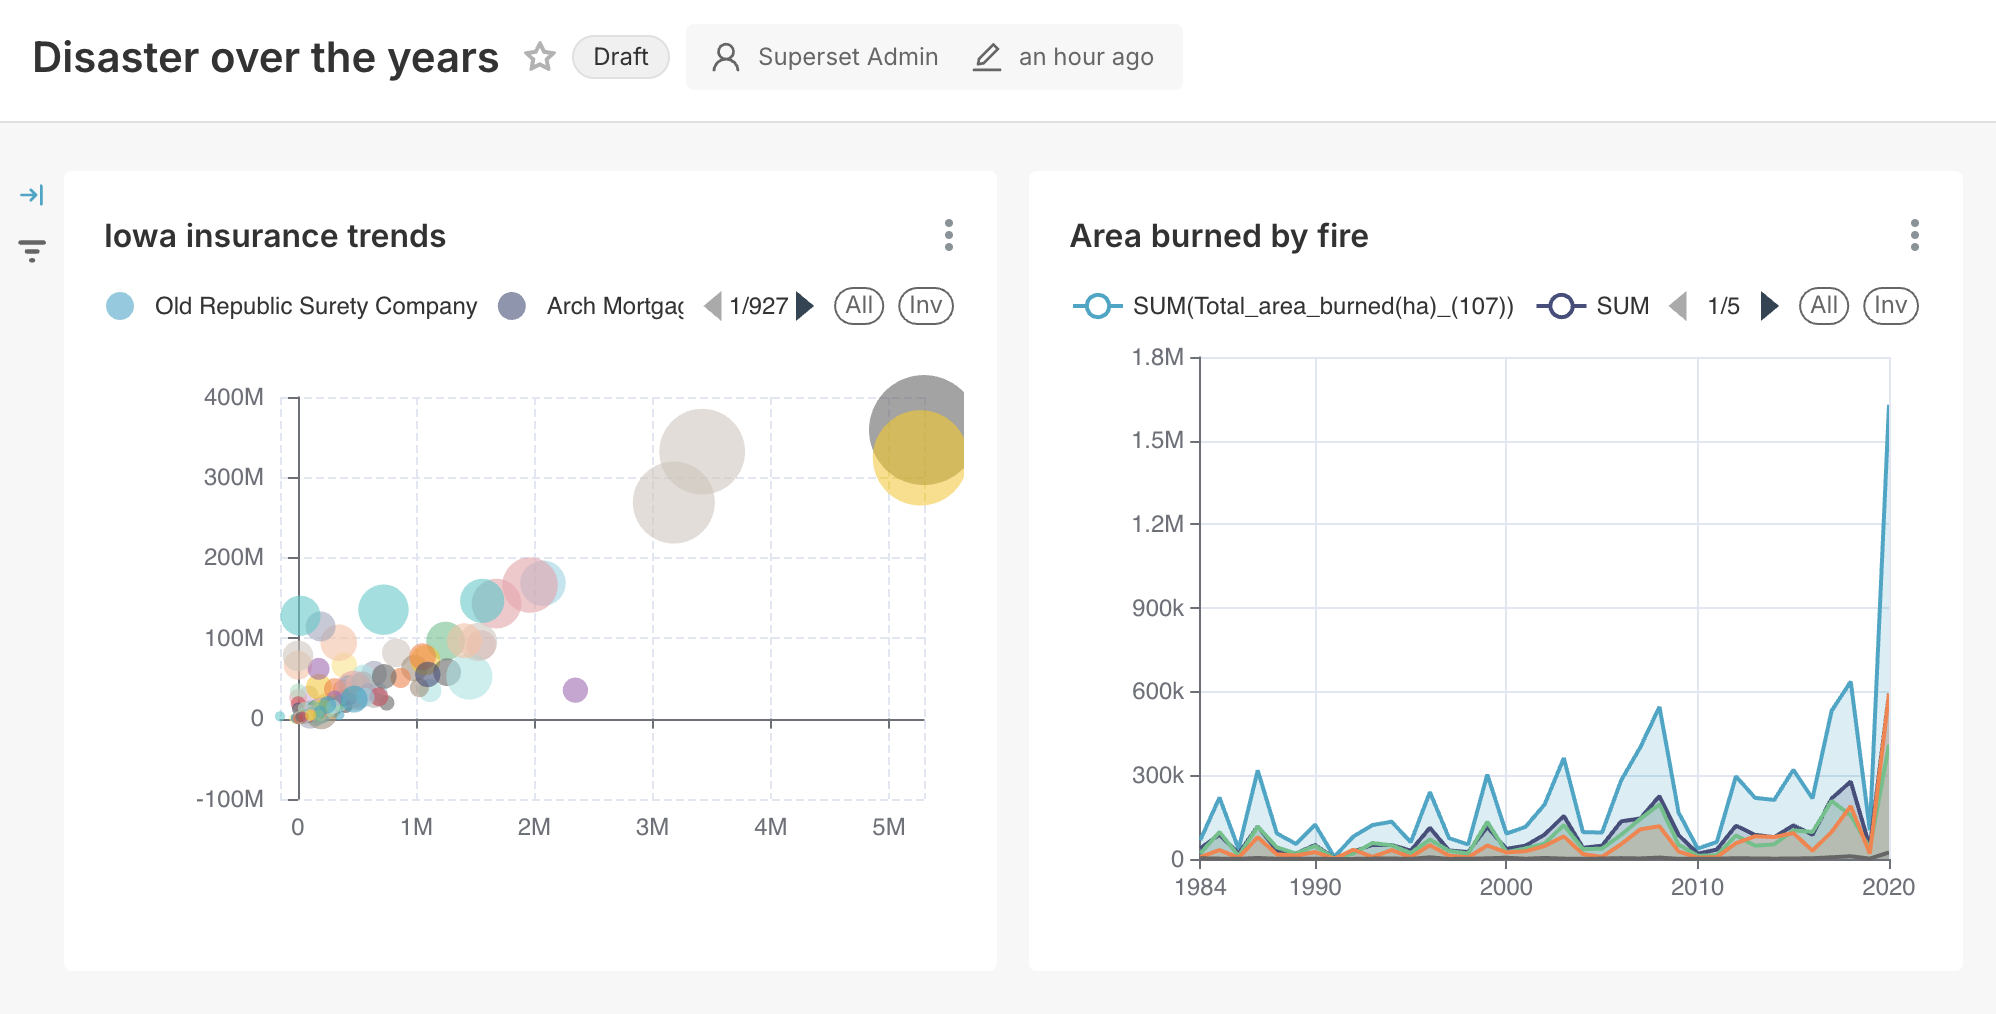 Disaster over the years
Draft
Superset Admin
an hour ago
Iowa insurance trends
Old Republic Surety Company
Arch Mortgag
1/927
All
Inv
400M
300M
200M
100M
0
-100M
0 1M 2M 3M 4M 5M
Area burned by fire
SUM(Total_area_burned(ha)_(107))
SUM
1/5
All
Inv
1.8M
1.5M
1.2M
900k
600k
300k
0
1984 1990 2000 2010 2020